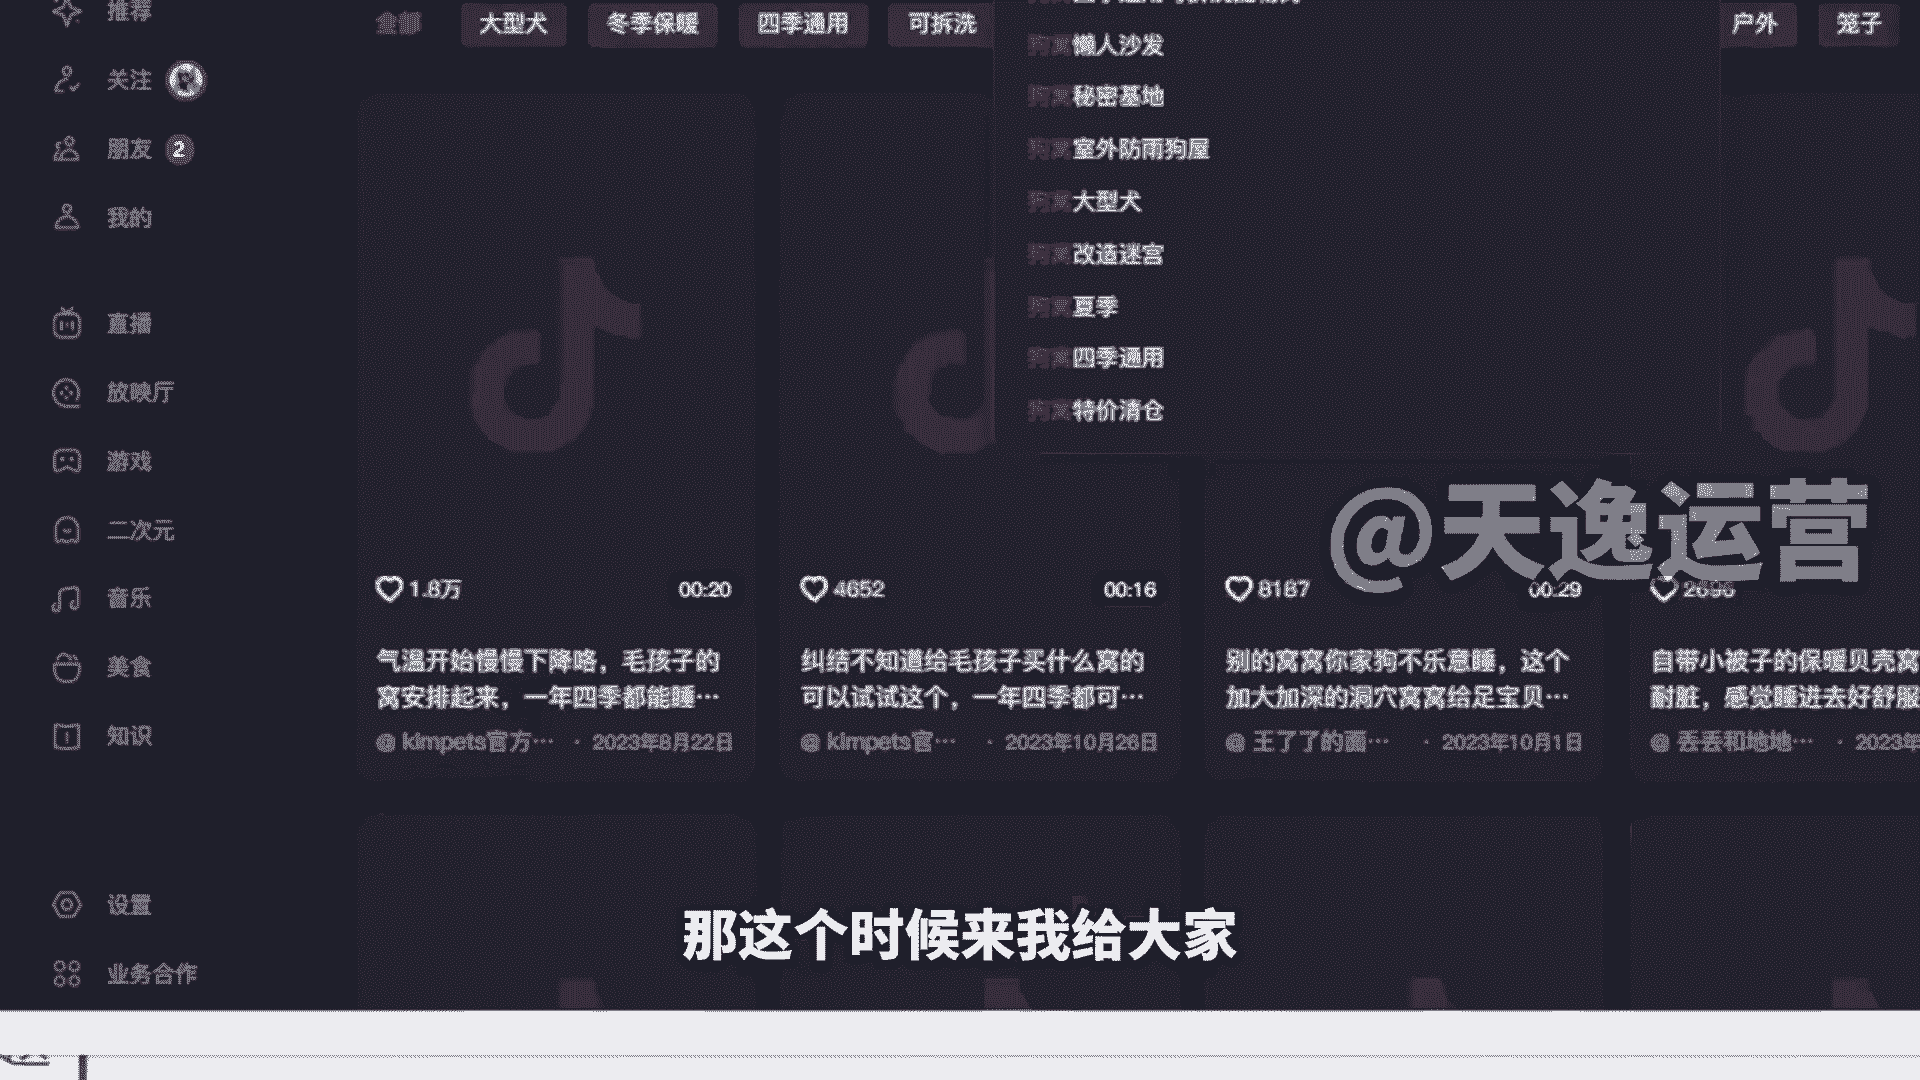 推荐
关注
朋友 2
我的
直播
放映厅
游戏
二次元
音乐
美食
知识
设置
业务合作
全部 大型犬 冬季保暖 四季通用 可拆洗 户外 笼子
狗窝懒人沙发
狗窝秘密基地
狗窝室外防雨狗屋
狗窝大型犬
狗窝改造迷宫
狗窝夏季
狗窝四季通用
狗窝特价清仓
@天逸运营
1.8万 00:20
气温开始慢慢下降咯，毛孩子的
窝安排起来，一年四季都能睡…
@ kimpets官方… · 2023年8月22日
4652 00:16
纠结不知道给毛孩子买什么窝的
可以试试这个，一年四季都可…
@ kimpets官… · 2023年10月26日
8187 00:29
别的窝窝你家狗不乐意睡，这个
加大加深的洞穴窝窝给足宝贝…
@ 王了了的画… · 2023年10月1日
2696
自带小被子的保暖贝壳窝
耐脏，感觉睡进去好舒服
@ 丢丢和地地… · 2023年
那这个时候来我给大家